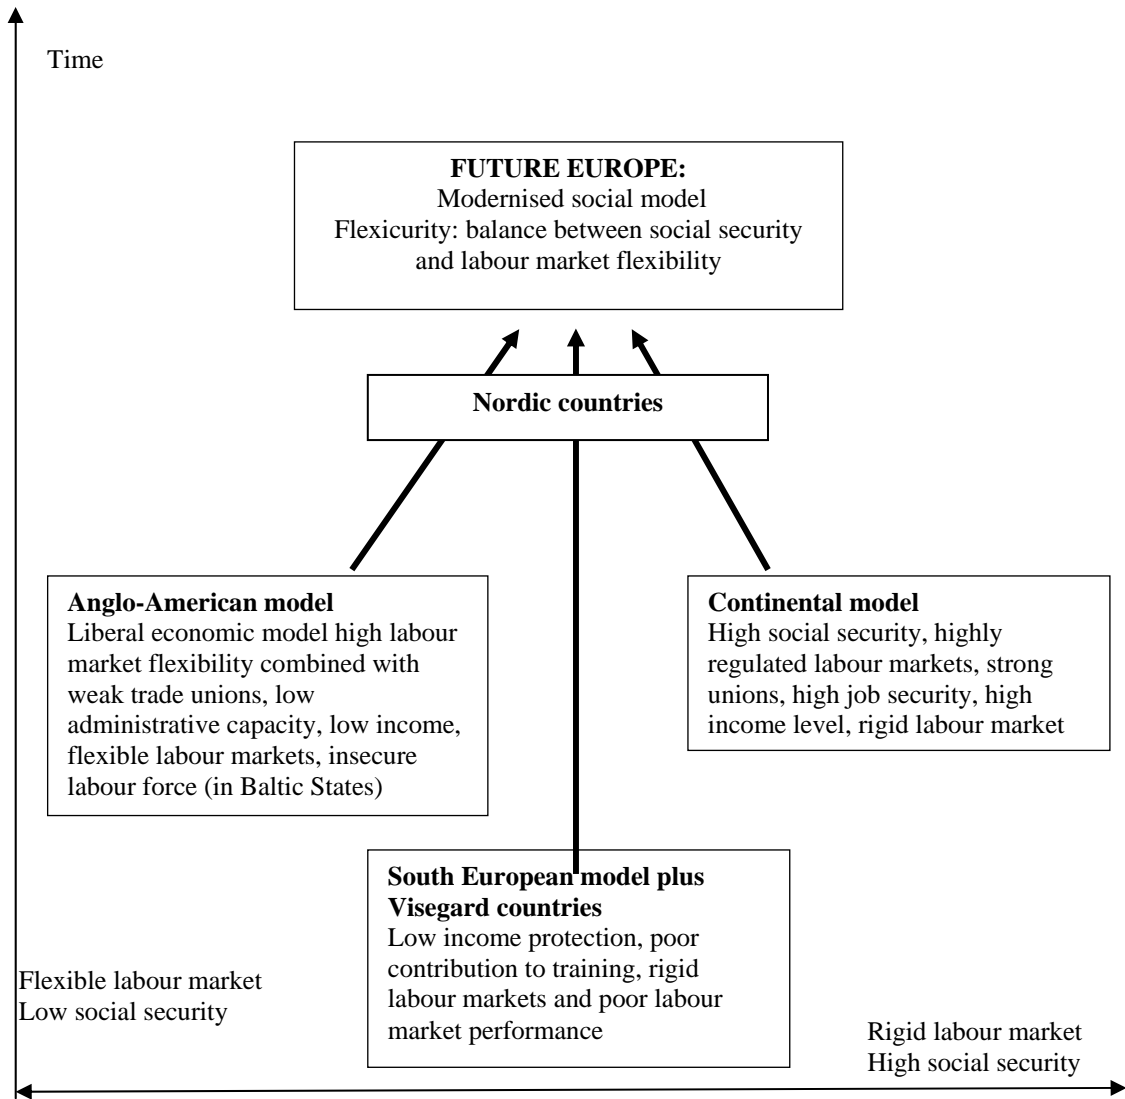 Time
FUTURE EUROPE:
Modernised social model
Flexicurity: balance between social security
and labour market flexibility
Nordic countries
Anglo-American model
Liberal economic model high labour
market flexibility combined with
weak trade unions, low
administrative capacity, low income,
flexible labour markets, insecure
labour force (in Baltic States)
Continental model
High social security, highly
regulated labour markets, strong
unions, high job security, high
income level, rigid labour market
South European model plus
Visegard countries
Low income protection, poor
contribution to training, rigid
labour markets and poor labour
market performance
Flexible labour market
Low social security
Rigid labour market
High social security